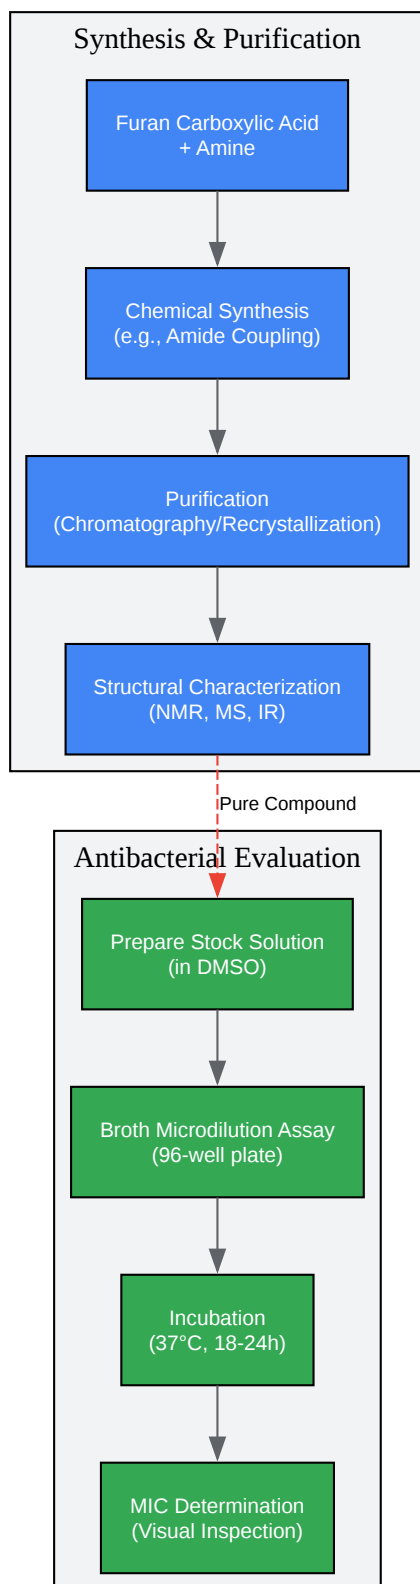 Synthesis & Purification
Furan Carboxylic Acid
+ Amine
Chemical Synthesis
(e.g., Amide Coupling)
Purification
(Chromatography/Recrystallization)
Structural Characterization
(NMR, MS, IR)
Pure Compound
Antibacterial Evaluation
Prepare Stock Solution
(in DMSO)
Broth Microdilution Assay
(96-well plate)
Incubation
(37°C, 18-24h)
MIC Determination
(Visual Inspection)